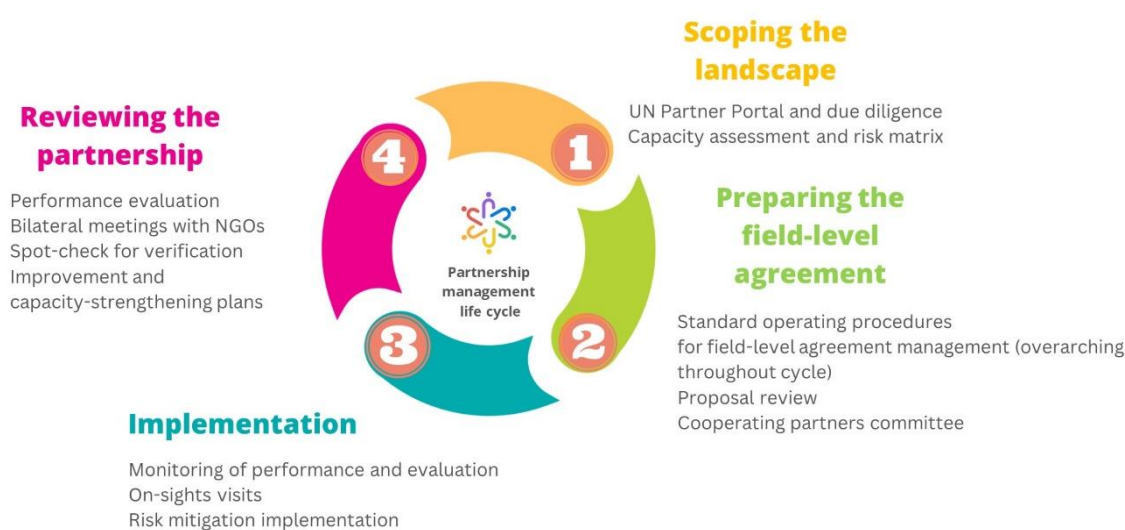 Scoping the
landscape
UN Partner Portal and due diligence
Capacity assessment and risk matrix
1
Preparing the
field-level
agreement
Standard operating procedures
for field-level agreement management (overarching
throughout cycle)
Proposal review
Cooperating partners committee
2
Implementation
Monitoring of performance and evaluation
On-sights visits
Risk mitigation implementation
3
Reviewing the
partnership
Performance evaluation
Bilateral meetings with NGOs
Spot-check for verification
Improvement and
capacity-strengthening plans
4
Partnership
management
life cycle